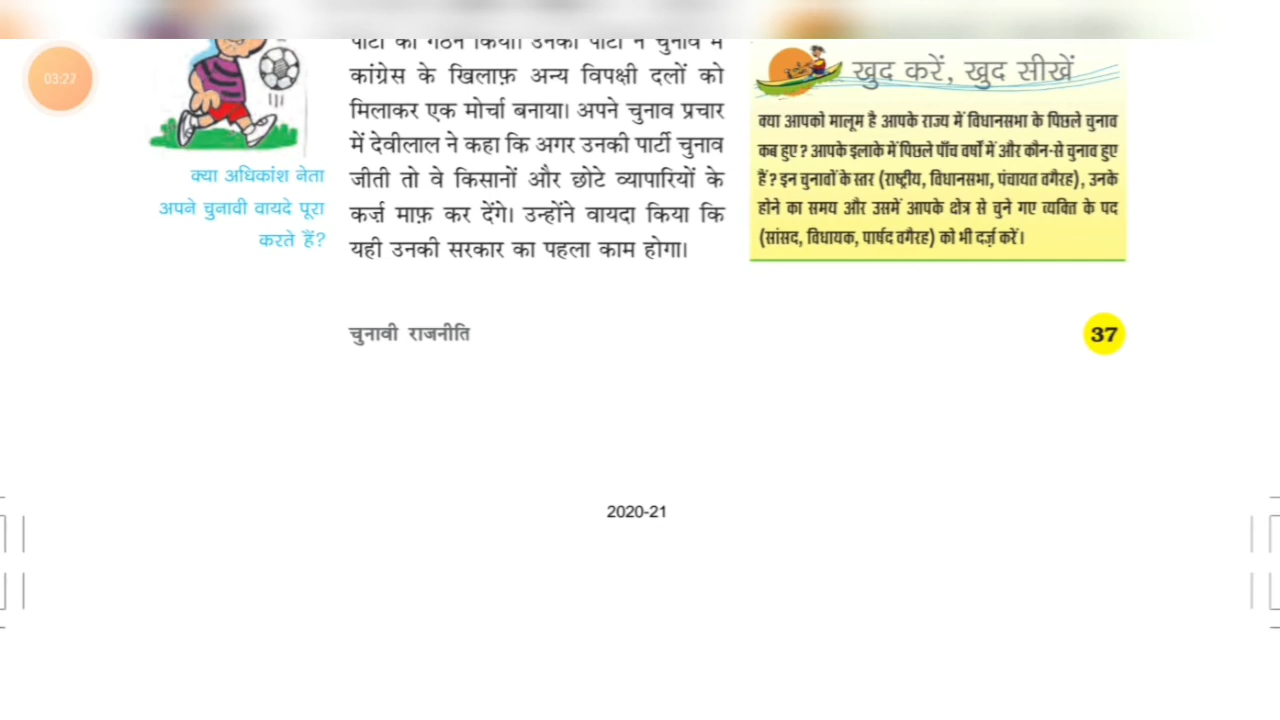 03:27
पार्टी का गठन किया। उनकी पार्टी ने चुनाव में
कांग्रेस के खिलाफ़ अन्य विपक्षी दलों को
मिलाकर एक मोर्चा बनाया। अपने चुनाव प्रचार
में देवीलाल ने कहा कि अगर उनकी पार्टी चुनाव
जीती तो वे किसानों और छोटे व्यापारियों के
कर्ज़ माफ़ कर देंगे। उन्होंने वायदा किया कि
यही उनकी सरकार का पहला काम होगा।
क्या अधिकांश नेता
अपने चुनावी वायदे पूरा
करते हैं?
खुद करें, खुद सीखें
क्या आपको मालूम है आपके राज्य में विधानसभा के पिछले चुनाव
कब हुए? आपके इलाके में पिछले पाँच वर्षों में और कौन-से चुनाव हुए
हैं? इन चुनावों के स्तर (राष्ट्रीय, विधानसभा, पंचायत वगैरह), उनके
होने का समय और उसमें आपके क्षेत्र से चुने गए व्यक्ति के पद
(सांसद, विधायक, पार्षद वगैरह) को भी दर्ज़ करें।
चुनावी राजनीति
37
2020-21